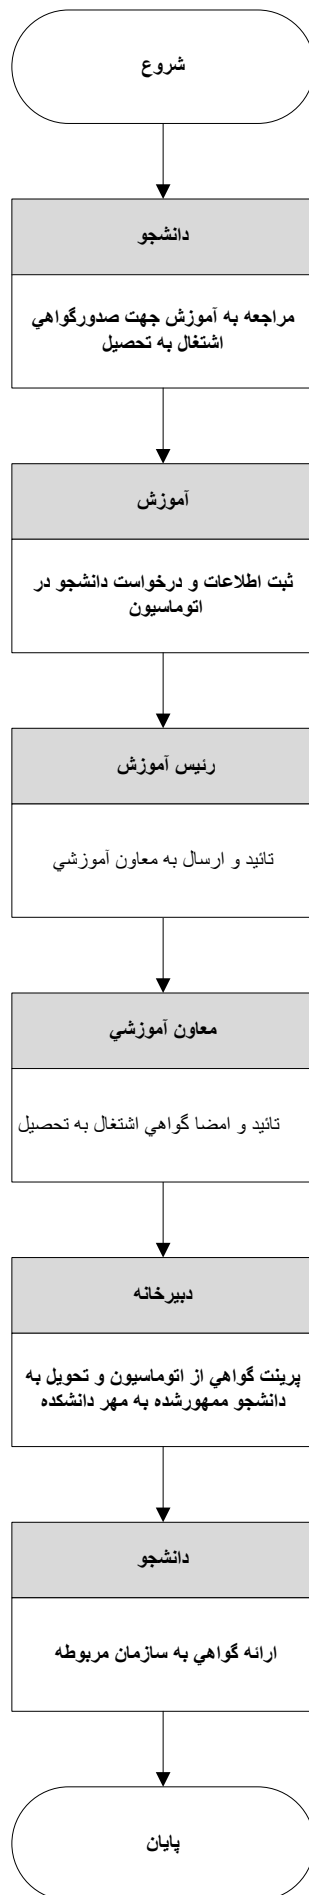 شروع
دانشجو
مراجعه به آموزش جهت صدورگواهي
اشتغال به تحصيل
آموزش
ثبت اطلاعات و درخواست دانشجو در
اتوماسيون
رئيس آموزش
تائيد و ارسال به معاون آموزشي
معاون آموزشي
تائيد و امضا گواهي اشتغال به تحصيل
دبيرخانه
پرينت گواهي از اتوماسيون و تحويل به
دانشجو ممهورشده به مهر دانشكده
دانشجو
ارائه گواهي به سازمان مربوطه
پايان